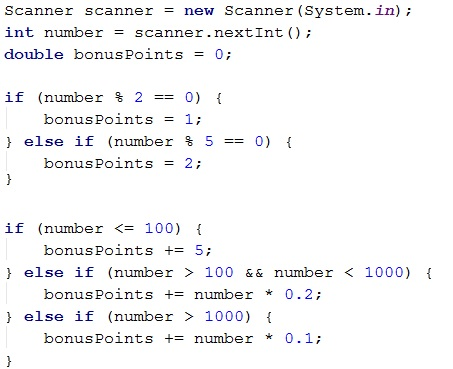 Scanner scanner = new Scanner(System.in);
int number = scanner.nextInt();
double bonusPoints = 0;

if (number % 2 == 0) {
    bonusPoints = 1;
} else if (number % 5 == 0) {
    bonusPoints = 2;
}

if (number <= 100) {
    bonusPoints += 5;
} else if (number > 100 && number < 1000) {
    bonusPoints += number * 0.2;
} else if (number > 1000) {
    bonusPoints += number * 0.1;
}